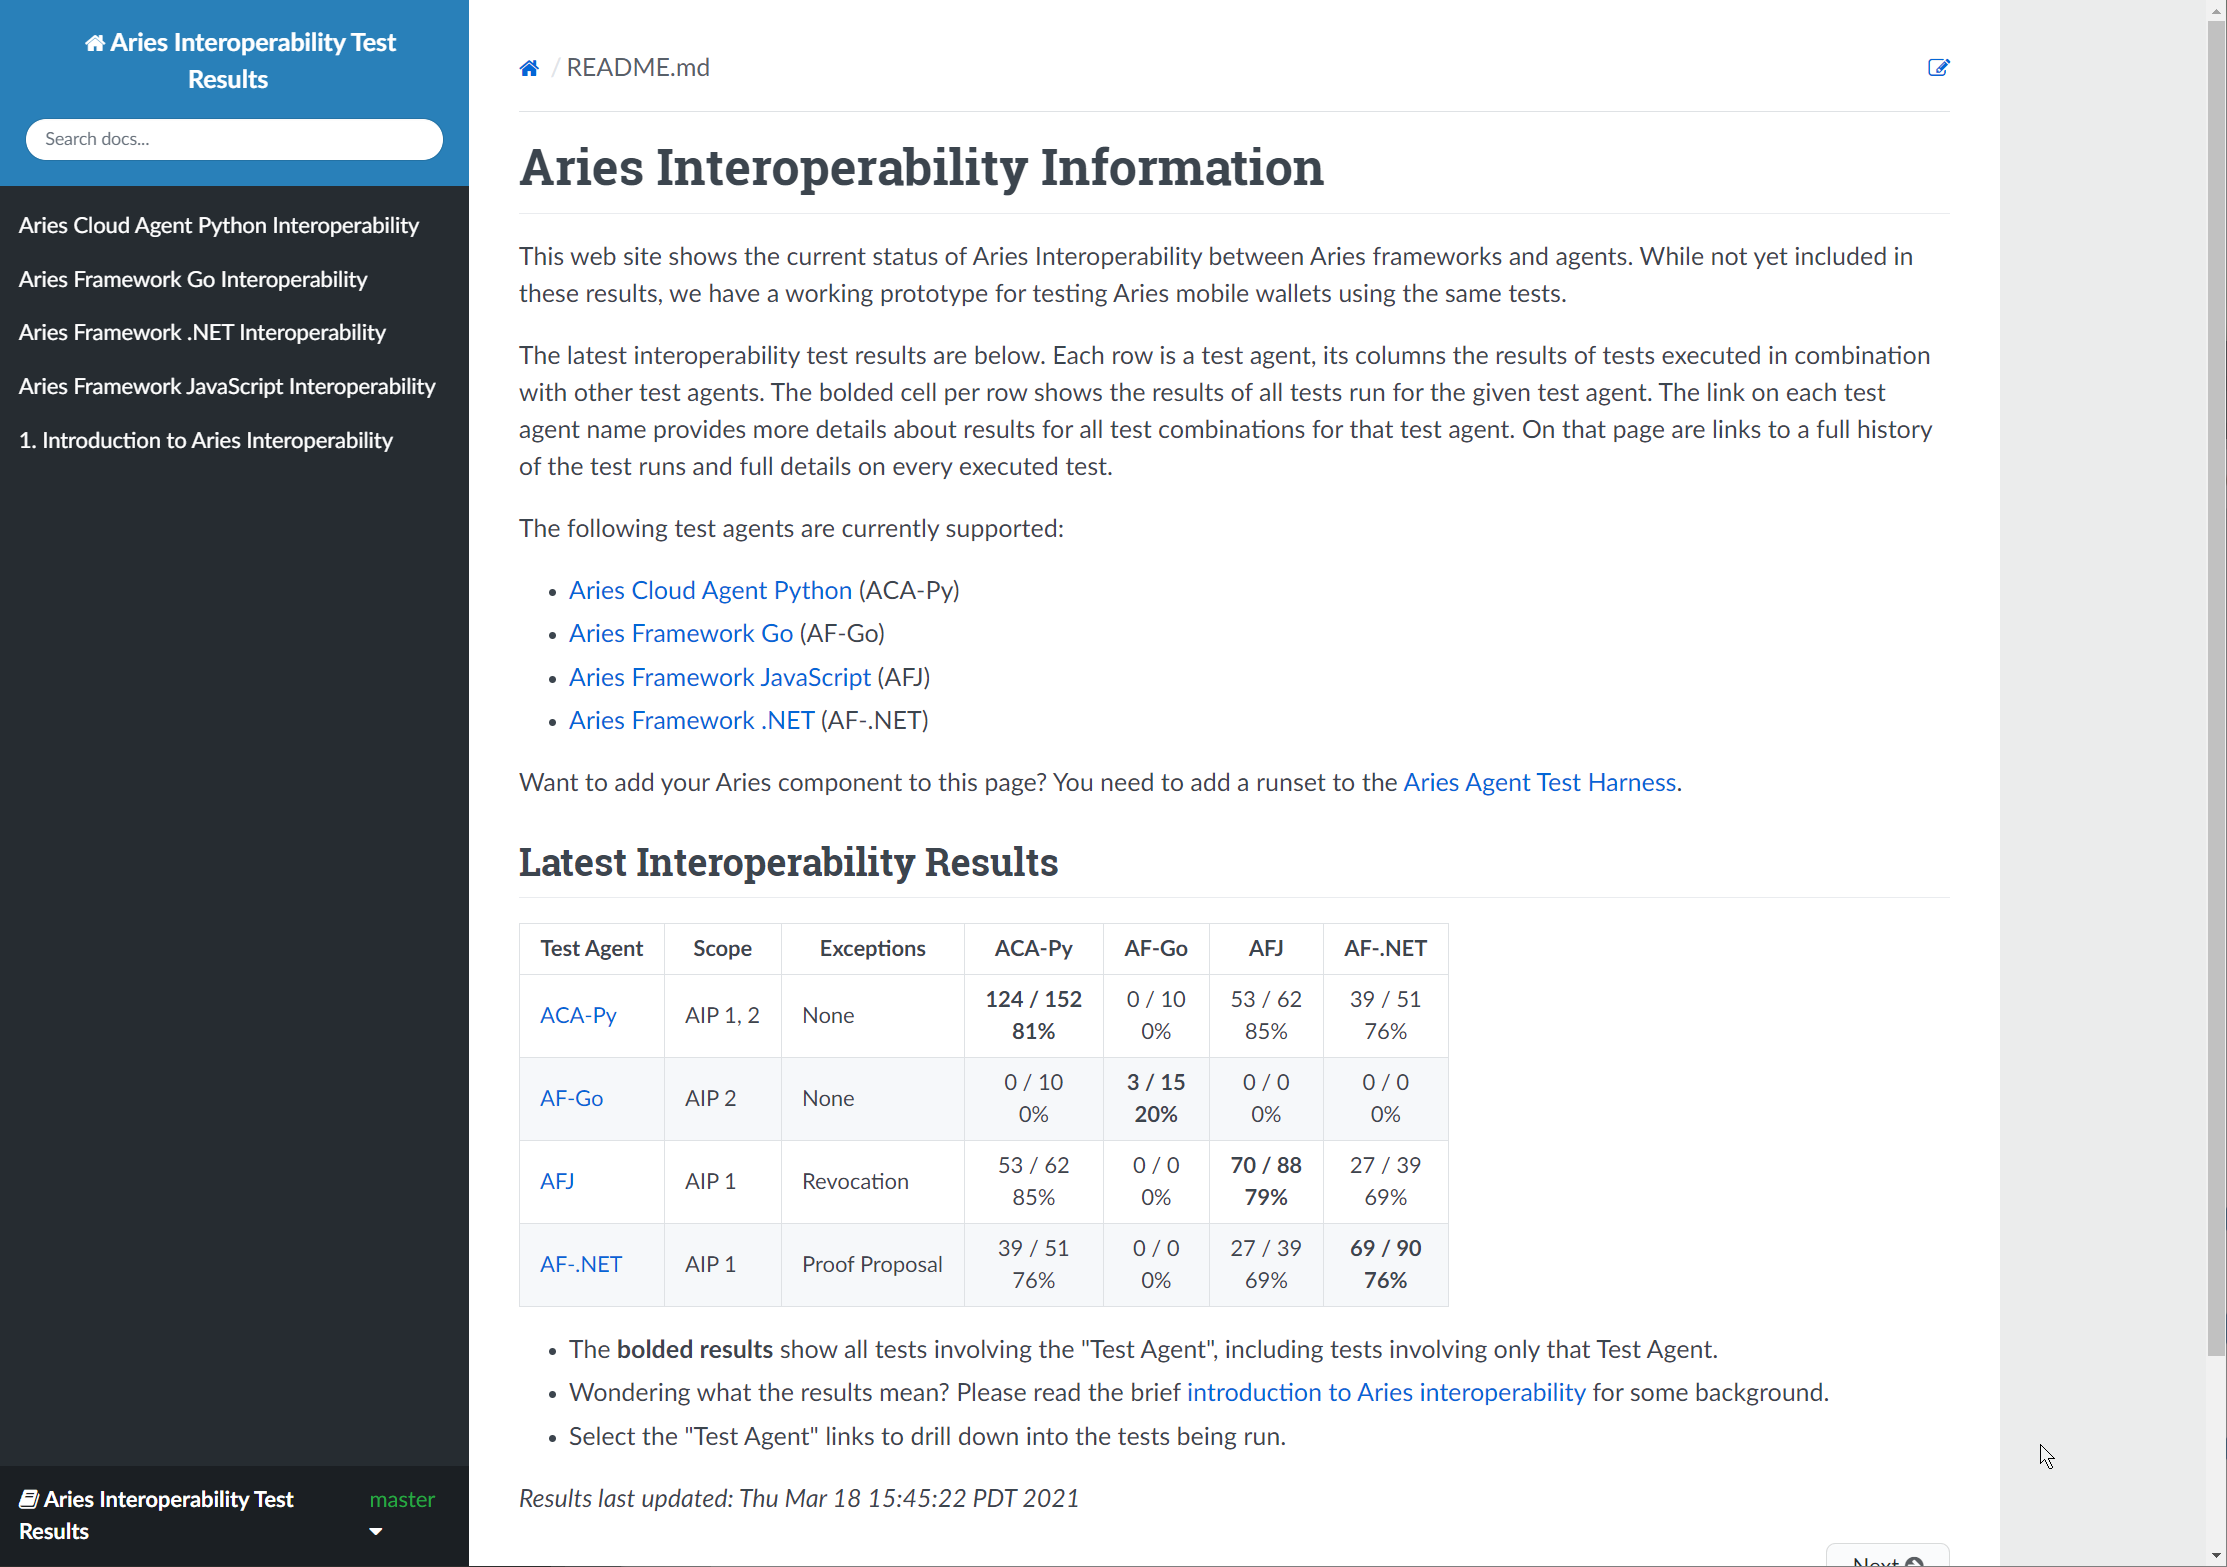 Aries Interoperability Test
Results
Search docs...
Aries Cloud Agent Python Interoperability
Aries Framework Go Interoperability
Aries Framework .NET Interoperability
Aries Framework JavaScript Interoperability
1. Introduction to Aries Interoperability
Aries Interoperability Test
Results
master
/ README.md
Aries Interoperability Information
This web site shows the current status of Aries Interoperability between Aries frameworks and agents. While not yet included in
these results, we have a working prototype for testing Aries mobile wallets using the same tests.
The latest interoperability test results are below. Each row is a test agent, its columns the results of tests executed in combination
with other test agents. The bolded cell per row shows the results of all tests run for the given test agent. The link on each test
agent name provides more details about results for all test combinations for that test agent. On that page are links to a full history
of the test runs and full details on every executed test.
The following test agents are currently supported:
• Aries Cloud Agent Python (ACA-Py)
• Aries Framework Go (AF-Go)
• Aries Framework JavaScript (AFJ)
• Aries Framework .NET (AF-.NET)
Want to add your Aries component to this page? You need to add a runset to the Aries Agent Test Harness.
Latest Interoperability Results
Test Agent Scope Exceptions ACA-Py AF-Go AFJ AF-.NET
ACA-Py AIP 1, 2 None 124 / 152 0 / 10 53 / 62 39 / 51
81% 0% 85% 76%
AF-Go AIP 2 None 0 / 10 3 / 15 0 / 0 0 / 0
0% 20% 0% 0%
AFJ AIP 1 Revocation 53 / 62 0 / 0 70 / 88 27 / 39
85% 0% 79% 69%
AF-.NET AIP 1 Proof Proposal 39 / 51 0 / 0 27 / 39 69 / 90
76% 0% 69% 76%
• The bolded results show all tests involving the "Test Agent", including tests involving only that Test Agent.
• Wondering what the results mean? Please read the brief introduction to Aries interoperability for some background.
• Select the "Test Agent" links to drill down into the tests being run.
Results last updated: Thu Mar 18 15:45:22 PDT 2021
Next